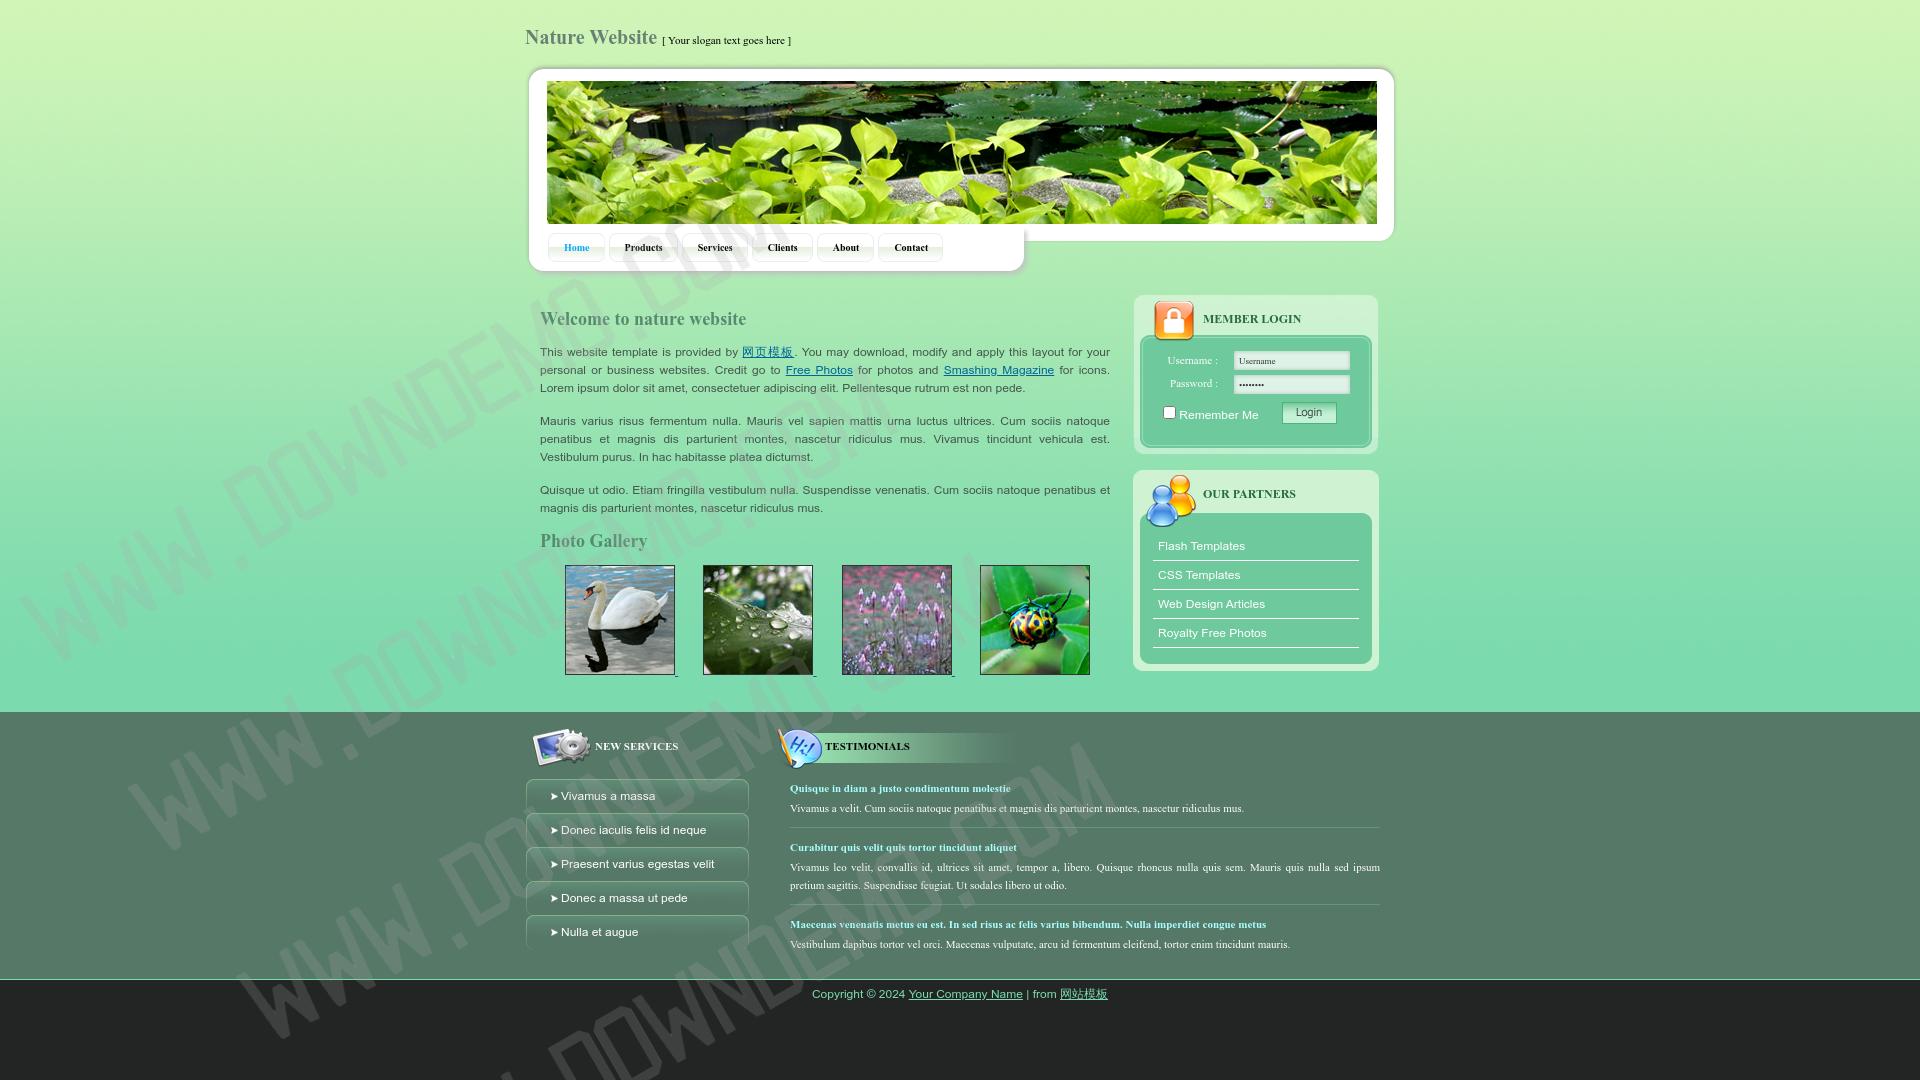 Nature Website [ Your slogan text goes here ]
Home Products Services Clients About Contact
Welcome to nature website
This website template is provided by 网页模板. You may download, modify and apply this layout for your
personal or business websites. Credit go to Free Photos for photos and Smashing Magazine for icons.
Lorem ipsum dolor sit amet, consectetuer adipiscing elit. Pellentesque rutrum est non pede.
Mauris varius risus fermentum nulla. Mauris vel sapien mattis urna luctus ultrices. Cum sociis natoque
penatibus et magnis dis parturient montes, nascetur ridiculus mus. Vivamus tincidunt vehicula est.
Vestibulum purus. In hac habitasse platea dictumst.
Quisque ut odio. Etiam fringilla vestibulum nulla. Suspendisse venenatis. Cum sociis natoque penatibus et
magnis dis parturient montes, nascetur ridiculus mus.
Photo Gallery
MEMBER LOGIN
Username : Username
Password : ••••••••
Remember Me Login
OUR PARTNERS
Flash Templates
CSS Templates
Web Design Articles
Royalty Free Photos
NEW SERVICES
➤ Vivamus a massa
➤ Donec iaculis felis id neque
➤ Praesent varius egestas velit
➤ Donec a massa ut pede
➤ Nulla et augue
Hi!
TESTIMONIALS
Quisque in diam a justo condimentum molestie
Vivamus a velit. Cum sociis natoque penatibus et magnis dis parturient montes, nascetur ridiculus mus.
Curabitur quis velit quis tortor tincidunt aliquet
Vivamus leo velit, convallis id, ultrices sit amet, tempor a, libero. Quisque rhoncus nulla quis sem. Mauris quis nulla sed ipsum
pretium sagittis. Suspendisse feugiat. Ut sodales libero ut odio.
Maecenas venenatis metus eu est. In sed risus ac felis varius bibendum. Nulla imperdiet congue metus
Vestibulum dapibus tortor vel orci. Maecenas vulputate, arcu id fermentum eleifend, tortor enim tincidunt mauris.
Copyright © 2024 Your Company Name | from 网站模板
WWW.DOWNDEMO.COM
WWW.DOWNDEMO.COM
WWW.DOWNDEMO.COM
WWW.DOWNDEMO.COM